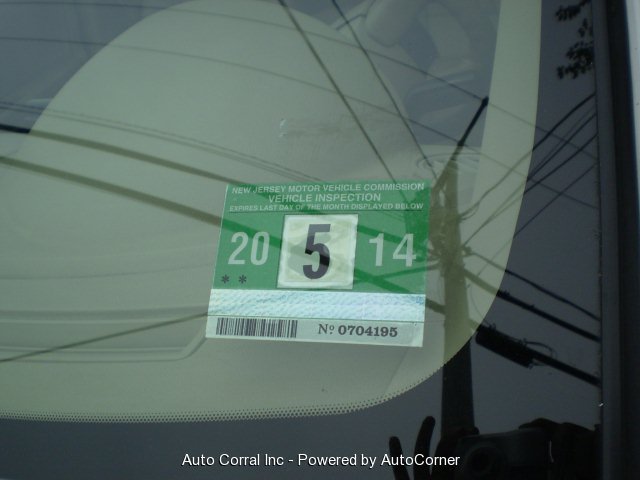 NEW JERSEY MOTOR VEHICLE COMMISSION
VEHICLE INSPECTION
EXPIRES LAST DAY OF THE MONTH DISPLAYED BELOW
20 5 14
* *
Nº 0704195
Auto Corral Inc - Powered by AutoCorner